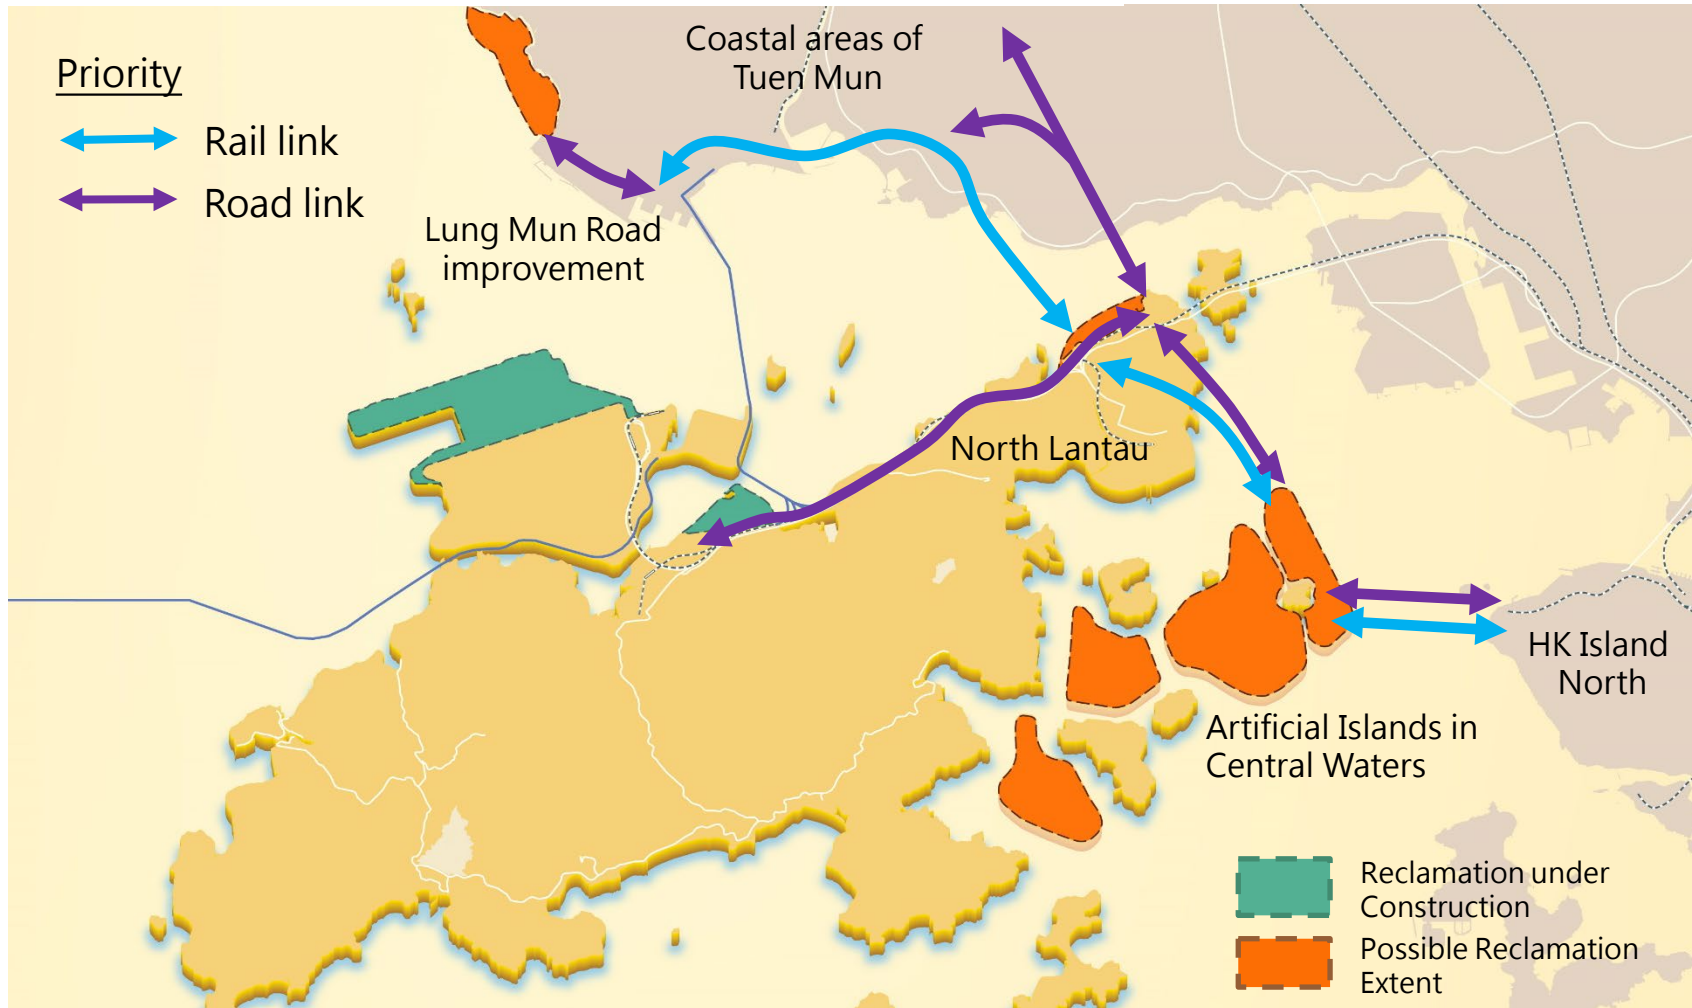 Priority
Rail link
Road link
Coastal areas of
Tuen Mun
Lung Mun Road
improvement
North Lantau
HK Island
North
Artificial Islands in
Central Waters
Reclamation under
Construction
Possible Reclamation
Extent